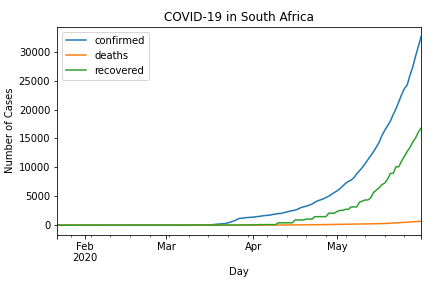 COVID-19 in South Africa
confirmed
deaths
recovered
Number of Cases
30000
25000
20000
15000
10000
5000
0
Feb
2020
Mar
Apr
May
Day